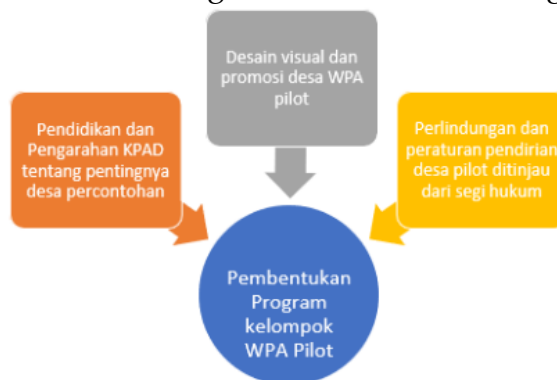 Desain visual dan
promosi desa WPA
pilot
Pendidikan dan
Pengarahan KPAD
tentang pentingnya
desa percontohan
Perlindungan dan
peraturan pendirian
desa pilot ditinjau
dari segi hukum
Pembentukan
Program
kelompok
WPA Pilot